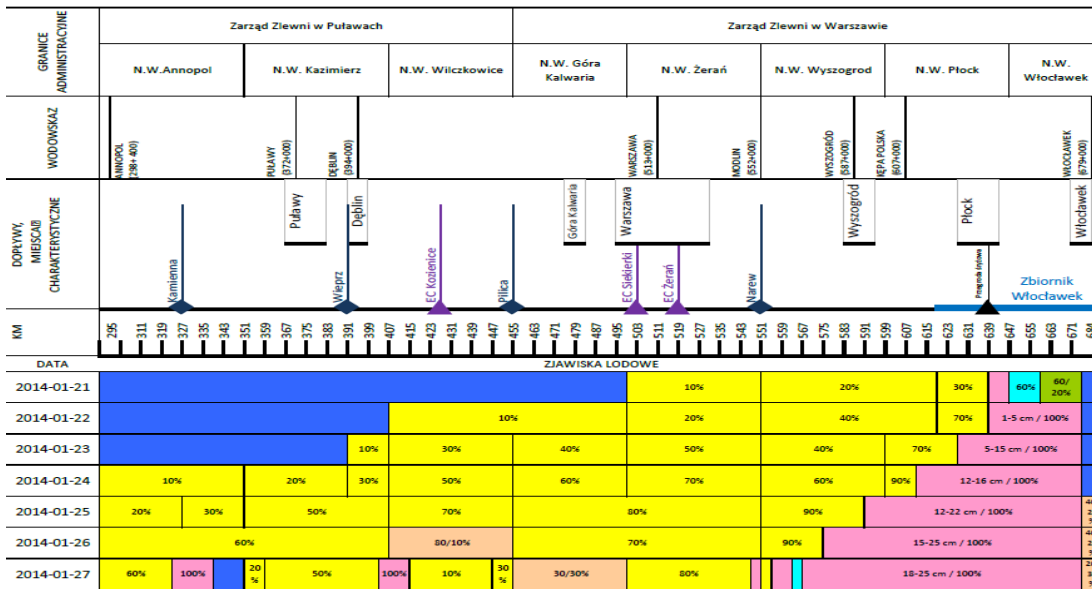 GRANICE
ADMINISTRACYJNE
Zarząd Zlewni w Puławach
Zarząd Zlewni w Warszawie
N.W.Annopol
N.W. Kazimierz
N.W. Wilczkowice
N.W. Góra
Kalwaria
N.W. Żerań
N.W. Wyszogrod
N.W. Płock
N.W.
Włocławek
WODOWSKAZ
ANNOPOL
(298+400)
PUŁAWY
(372+000)
DĘBLIN
(394+000)
WARSZAWA
(513+000)
MODLIN
(552+000)
WYSZOGRÓD
(587+000)
KĘPA POLSKA
(607+000)
WŁOCŁAWEK
(679+000)
DOPŁYWY,
MIEJSCA
CHARAKTERYSTYCZNE
Kamienna
Puławy
Wieprz
Dęblin
EC Kozienice
Pilica
Góra Kalwaria
Warszawa
EC Siekierki
EC Żerań
Narew
Wyszogród
Płock
Włocławek
Zbiornik
Włocławek
KM
295 311 319 327 335 343 351 359 367 375 383 391 399 407 415 423 431 439 447 455 463 471 479 487 495 503 511 519 527 535 543 551 559 567 575 583 591 599 607 615 623 631 639 647 655 663 671
DATA ZJAWISKA LODOWE
2014-01-21 10% 20% 30% 60% 60/
20%
2014-01-22 10% 20% 40% 70% 1-5 cm / 100%
2014-01-23 10% 30% 40% 50% 40% 70% 5-15 cm / 100%
2014-01-24 10% 20% 30% 50% 60% 70% 60% 90% 12-16 cm / 100%
2014-01-25 20% 30% 50% 70% 80% 90% 12-22 cm / 100%
2014-01-26 60% 80/10% 70% 90% 15-25 cm / 100%
2014-01-27 60% 100% 20
% 50% 100% 10% 30
% 30/30% 80% 18-25 cm / 100%